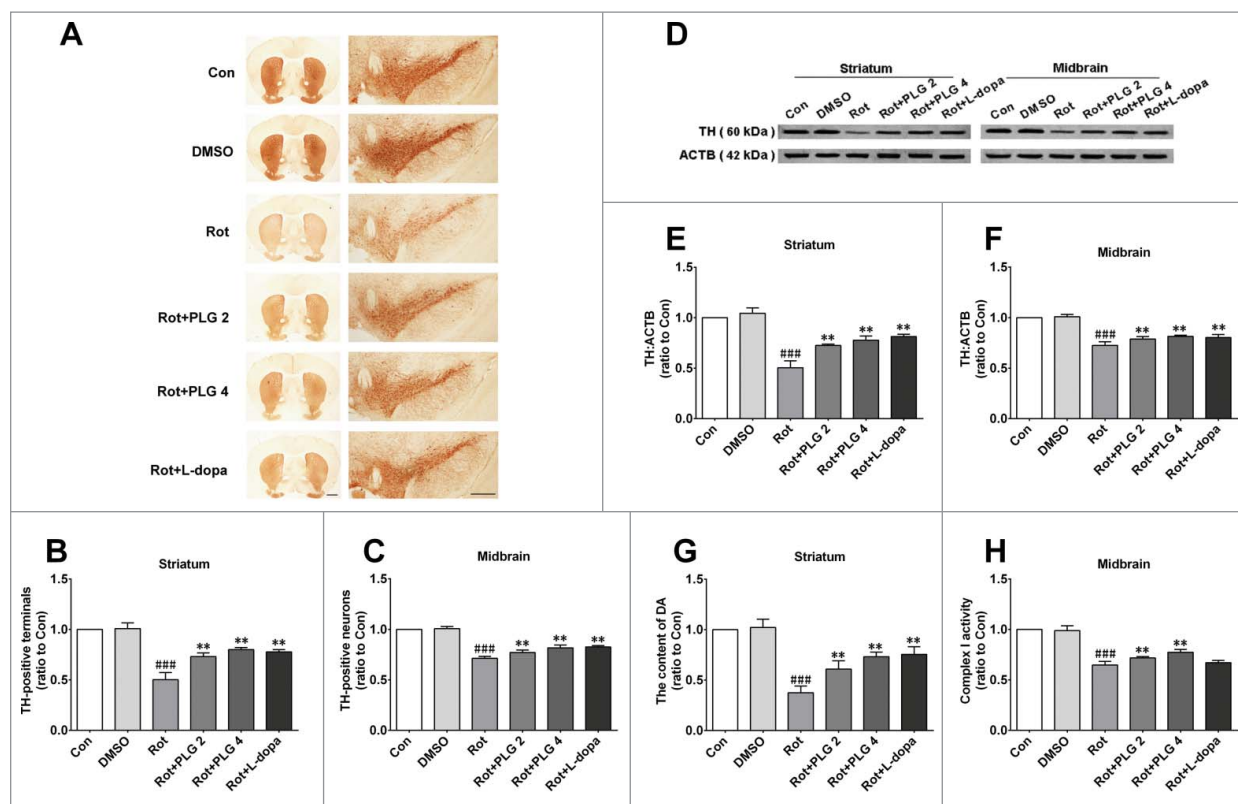 A
Con
DMSO
Rot
Rot+PLG 2
Rot+PLG 4
Rot+L-dopa
D
Striatum
Midbrain
Con DMSO Rot Rot+PLG 2 Rot+PLG 4 Rot+L-dopa
Con DMSO Rot Rot+PLG 2 Rot+PLG 4 Rot+L-dopa
TH ( 60 kDa )
ACTB ( 42 kDa )
E
Striatum
TH:ACTB
(ratio to Con)
1.5
1.0
0.5
0.0
###
**
**
**
Con DMSO Rot Rot+PLG 2 Rot+PLG 4 Rot+L-dopa
F
Midbrain
TH:ACTB
(ratio to Con)
1.5
1.0
0.5
0.0
###
**
**
**
Con DMSO Rot Rot+PLG 2 Rot+PLG 4 Rot+L-dopa
B
Striatum
TH-positive terminals
(ratio to Con)
1.5
1.0
0.5
0.0
###
**
**
**
Con DMSO Rot Rot+PLG 2 Rot+PLG 4 Rot+L-dopa
C
Midbrain
TH-positive neurons
(ratio to Con)
1.5
1.0
0.5
0.0
###
**
**
**
Con DMSO Rot Rot+PLG 2 Rot+PLG 4 Rot+L-dopa
G
Striatum
The content of DA
(ratio to Con)
1.5
1.0
0.5
0.0
###
**
**
**
Con DMSO Rot Rot+PLG 2 Rot+PLG 4 Rot+L-dopa
H
Midbrain
Complex I activity
(ratio to Con)
1.5
1.0
0.5
0.0
###
**
**
Con DMSO Rot Rot+PLG 2 Rot+PLG 4 Rot+L-dopa